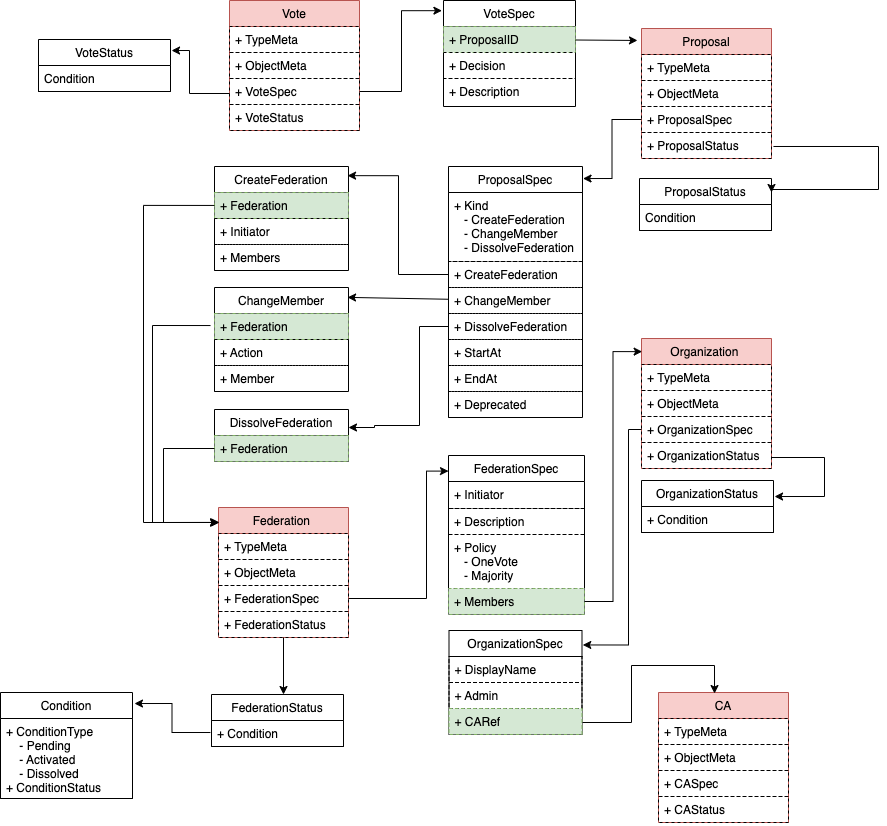 Vote
+ TypeMeta
+ ObjectMeta
+ VoteSpec
+ VoteStatus
VoteStatus
Condition
VoteSpec
+ ProposalID
+ Decision
+ Description
Proposal
+ TypeMeta
+ ObjectMeta
+ ProposalSpec
+ ProposalStatus
ProposalStatus
Condition
CreateFederation
+ Federation
+ Initiator
+ Members
ProposalSpec
+ Kind
- CreateFederation
- ChangeMember
- DissolveFederation
+ CreateFederation
+ ChangeMember
+ DissolveFederation
+ StartAt
+ EndAt
+ Deprecated
ChangeMember
+ Federation
+ Action
+ Member
DissolveFederation
+ Federation
Organization
+ TypeMeta
+ ObjectMeta
+ OrganizationSpec
+ OrganizationStatus
OrganizationStatus
+ Condition
FederationSpec
+ Initiator
+ Description
+ Policy
- OneVote
- Majority
+ Members
Federation
+ TypeMeta
+ ObjectMeta
+ FederationSpec
+ FederationStatus
OrganizationSpec
+ DisplayName
+ Admin
+ CARef
FederationStatus
+ Condition
Condition
+ ConditionType
- Pending
- Activated
- Dissolved
+ ConditionStatus
CA
+ TypeMeta
+ ObjectMeta
+ CASpec
+ CAStatus